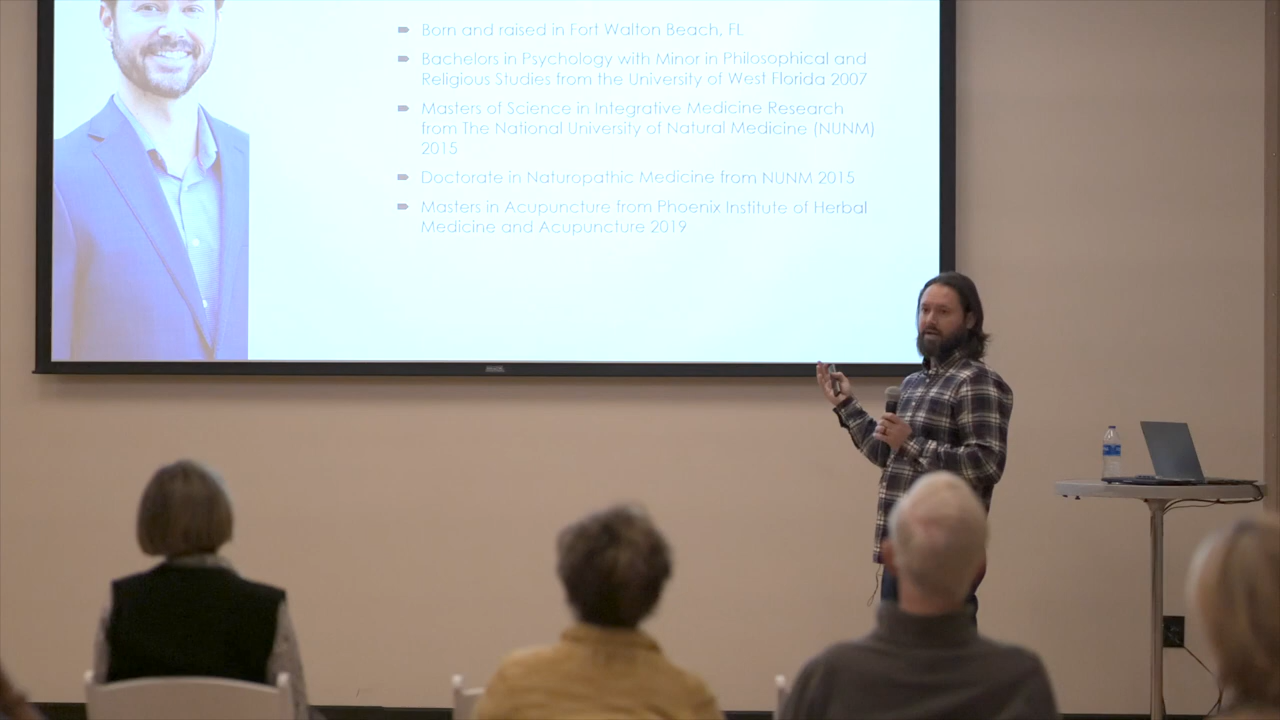 Born and raised in Fort Walton Beach, FL
Bachelors in Psychology with Minor in Philosophical and
Religious Studies from the University of West Florida 2007
Masters of Science in Integrative Medicine Research
from The National University of Natural Medicine (NUNM)
2015
Doctorate in Naturopathic Medicine from NUNM 2015
Masters in Acupuncture from Phoenix Institute of Herbal
Medicine and Acupuncture 2019